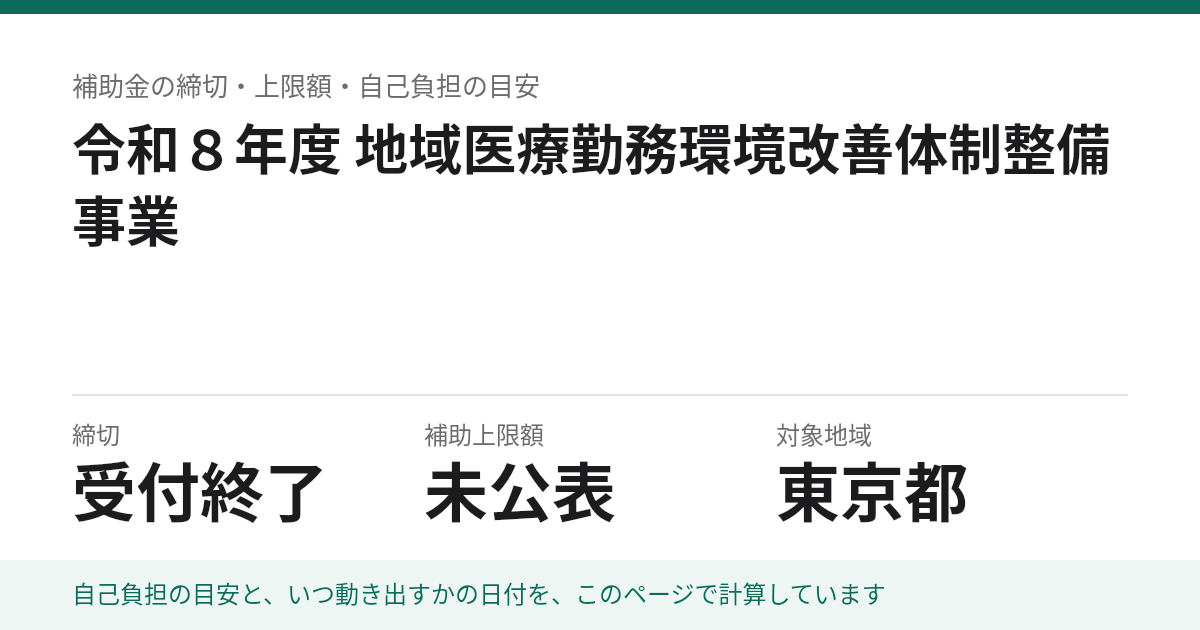 補助金の締切・上限額・自己負担の目安
令和８年度 地域医療勤務環境改善体制整備
事業
締切
補助上限額
対象地域
受付終了
未公表
東京都
自己負担の目安と、いつ動き出すかの日付を、このページで計算しています